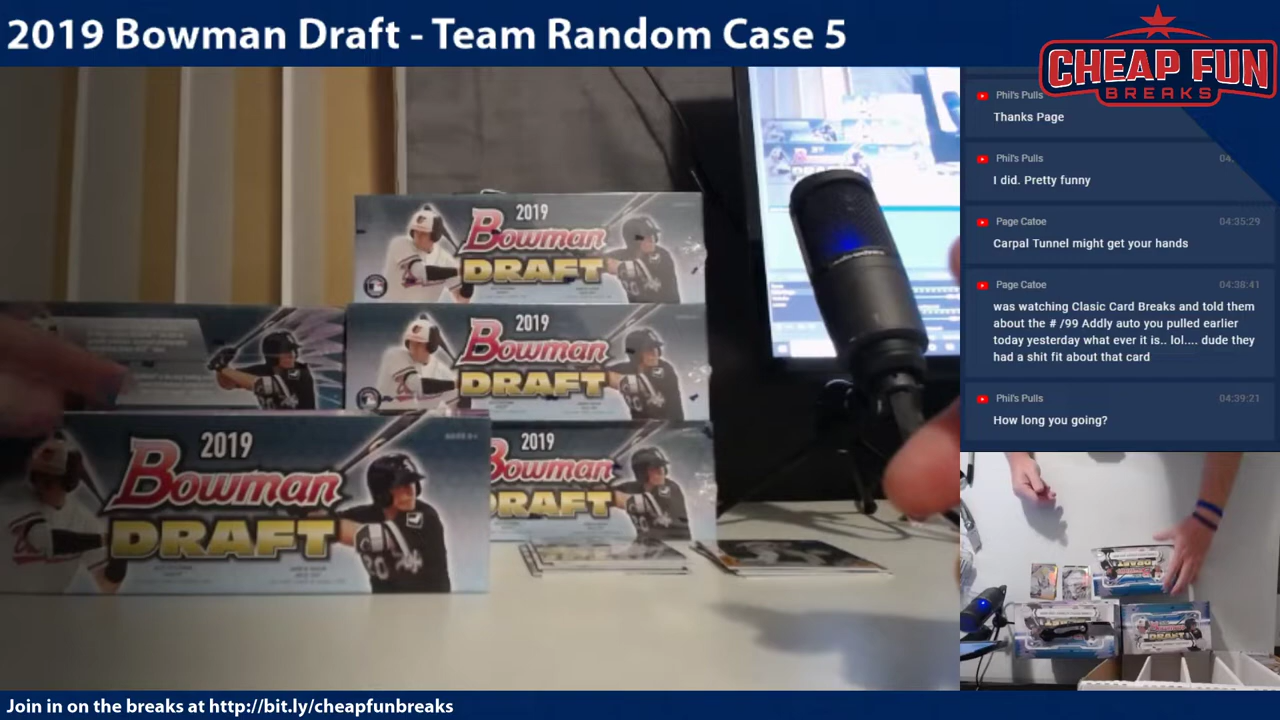 2019 Bowman Draft - Team Random Case 5
CHEAP FUN
BREAKS
Phil's Pulls
Thanks Page
Phil's Pulls
I did. Pretty funny
Page Catoe 04:35:29
Carpal Tunnel might get your hands
Page Catoe 04:38:41
was watching Clasic Card Breaks and told them
about the # /99 Addly auto you pulled earlier
today yesterday what ever it is.. lol.... dude they
had a shit fit about that card
Phil's Pulls 04:39:21
How long you going?
2019
Bowman
DRAFT
2019
Bowman
DRAFT
2019
Bowman
DRAFT
2019
Bowman
DRAFT
Join in on the breaks at http://bit.ly/cheapfunbreaks